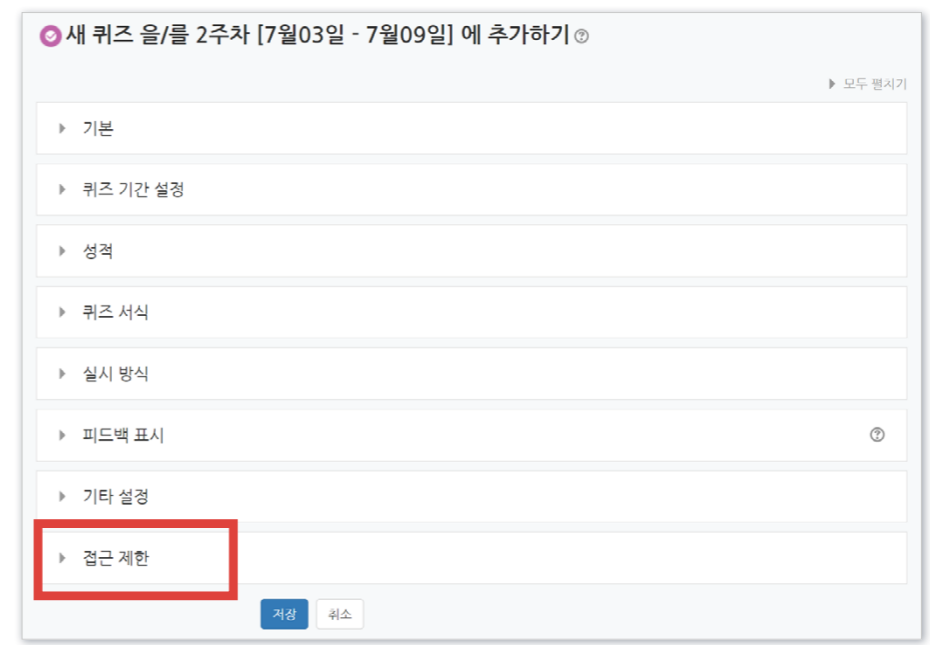 새 퀴즈 을/를 2주차 [7월03일 - 7월09일] 에 추가하기
모두 펼치기
기본
퀴즈 기간 설정
성적
퀴즈 서식
실시 방식
피드백 표시
기타 설정
접근 제한
저장 취소